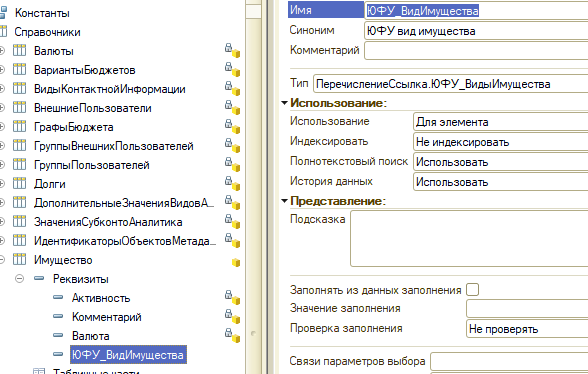 Константы
Справочники
Валюты
ВариантыБюджетов
ВидыКонтактнойИнформации
ВнешниеПользователи
ГрафыБюджета
ГруппыВнешнихПользователей
ГруппыПользователей
Долги
ДополнительныеЗначенияВидовА...
ЗначенияСубконтоАналитика
ИдентификаторыОбъектовМетада...
Имущество
Реквизиты
Активность
Комментарий
Валюта
ЮФУ_ВидИмущества
Табличные части
Имя ЮФУ_ВидИмущества
Синоним ЮФУ вид имущества
Комментарий
Тип ПеречислениеСсылка.ЮФУ_ВидыИмущества
Использование:
Использование Для элемента
Индексировать Не индексировать
Полнотекстовый поиск Использовать
История данных Использовать
Представление:
Подсказка
Заполнять из данных заполнения
Значение заполнения
Проверка заполнения Не проверять
Связи параметров выбора